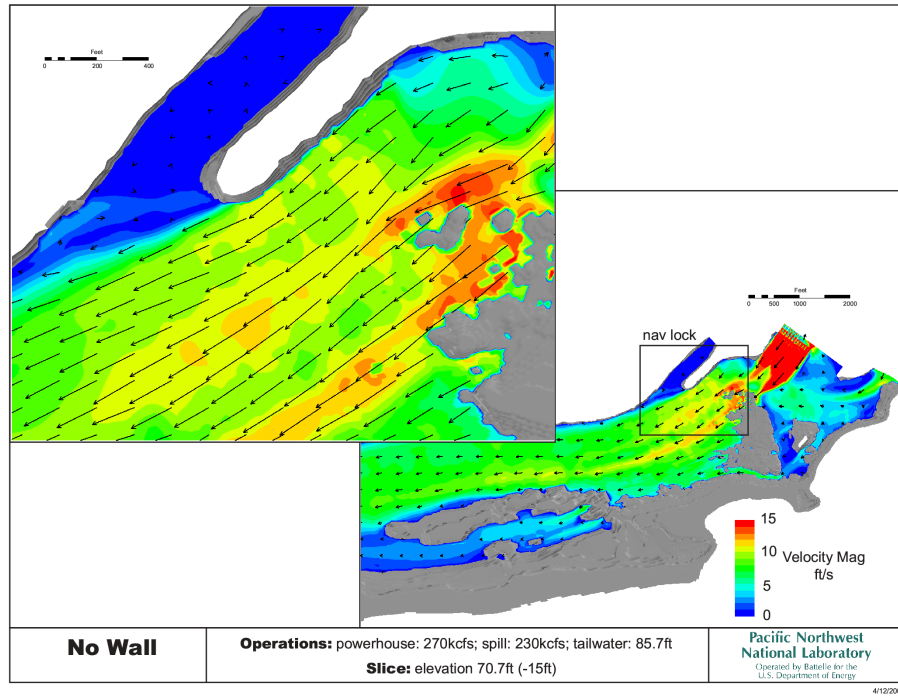 Feet
0 200 400
Feet
0 500 1000 2000
nav lock
15
10
5
0
Velocity Mag
ft/s
No Wall
Operations: powerhouse: 270kcfs; spill: 230kcfs; tailwater: 85.7ft
Slice: elevation 70.7ft (-15ft)
Pacific Northwest
National Laboratory
Operated by Battelle for the
U.S. Department of Energy